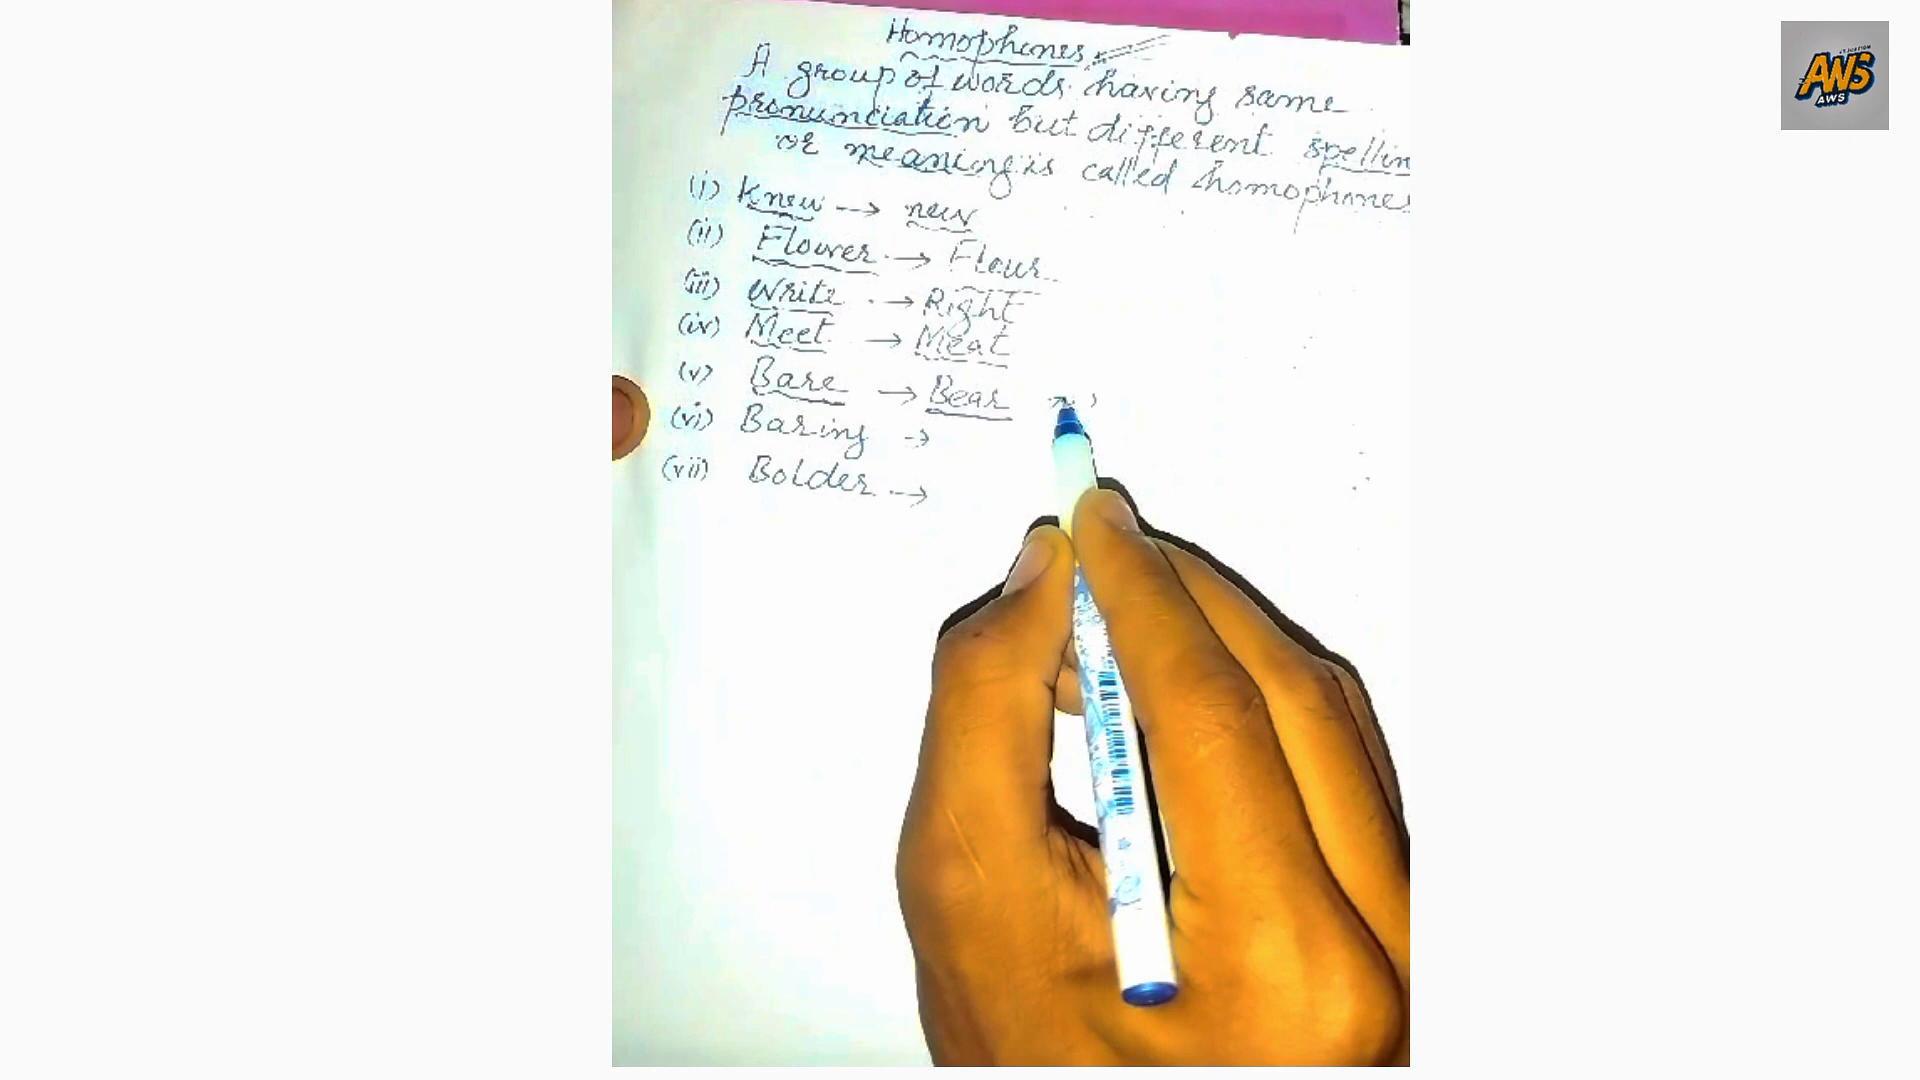 Homophones
A group of words having same
pronunciation but different spellin
or meaning is called homophones
(i) Knew → new
(ii) Flower → Flour
(iii) Write → Right
(iv) Meet → Meat
(v) Bare → Bear
(vi) Baring →
(vii) Bolder →
AWS
AWS